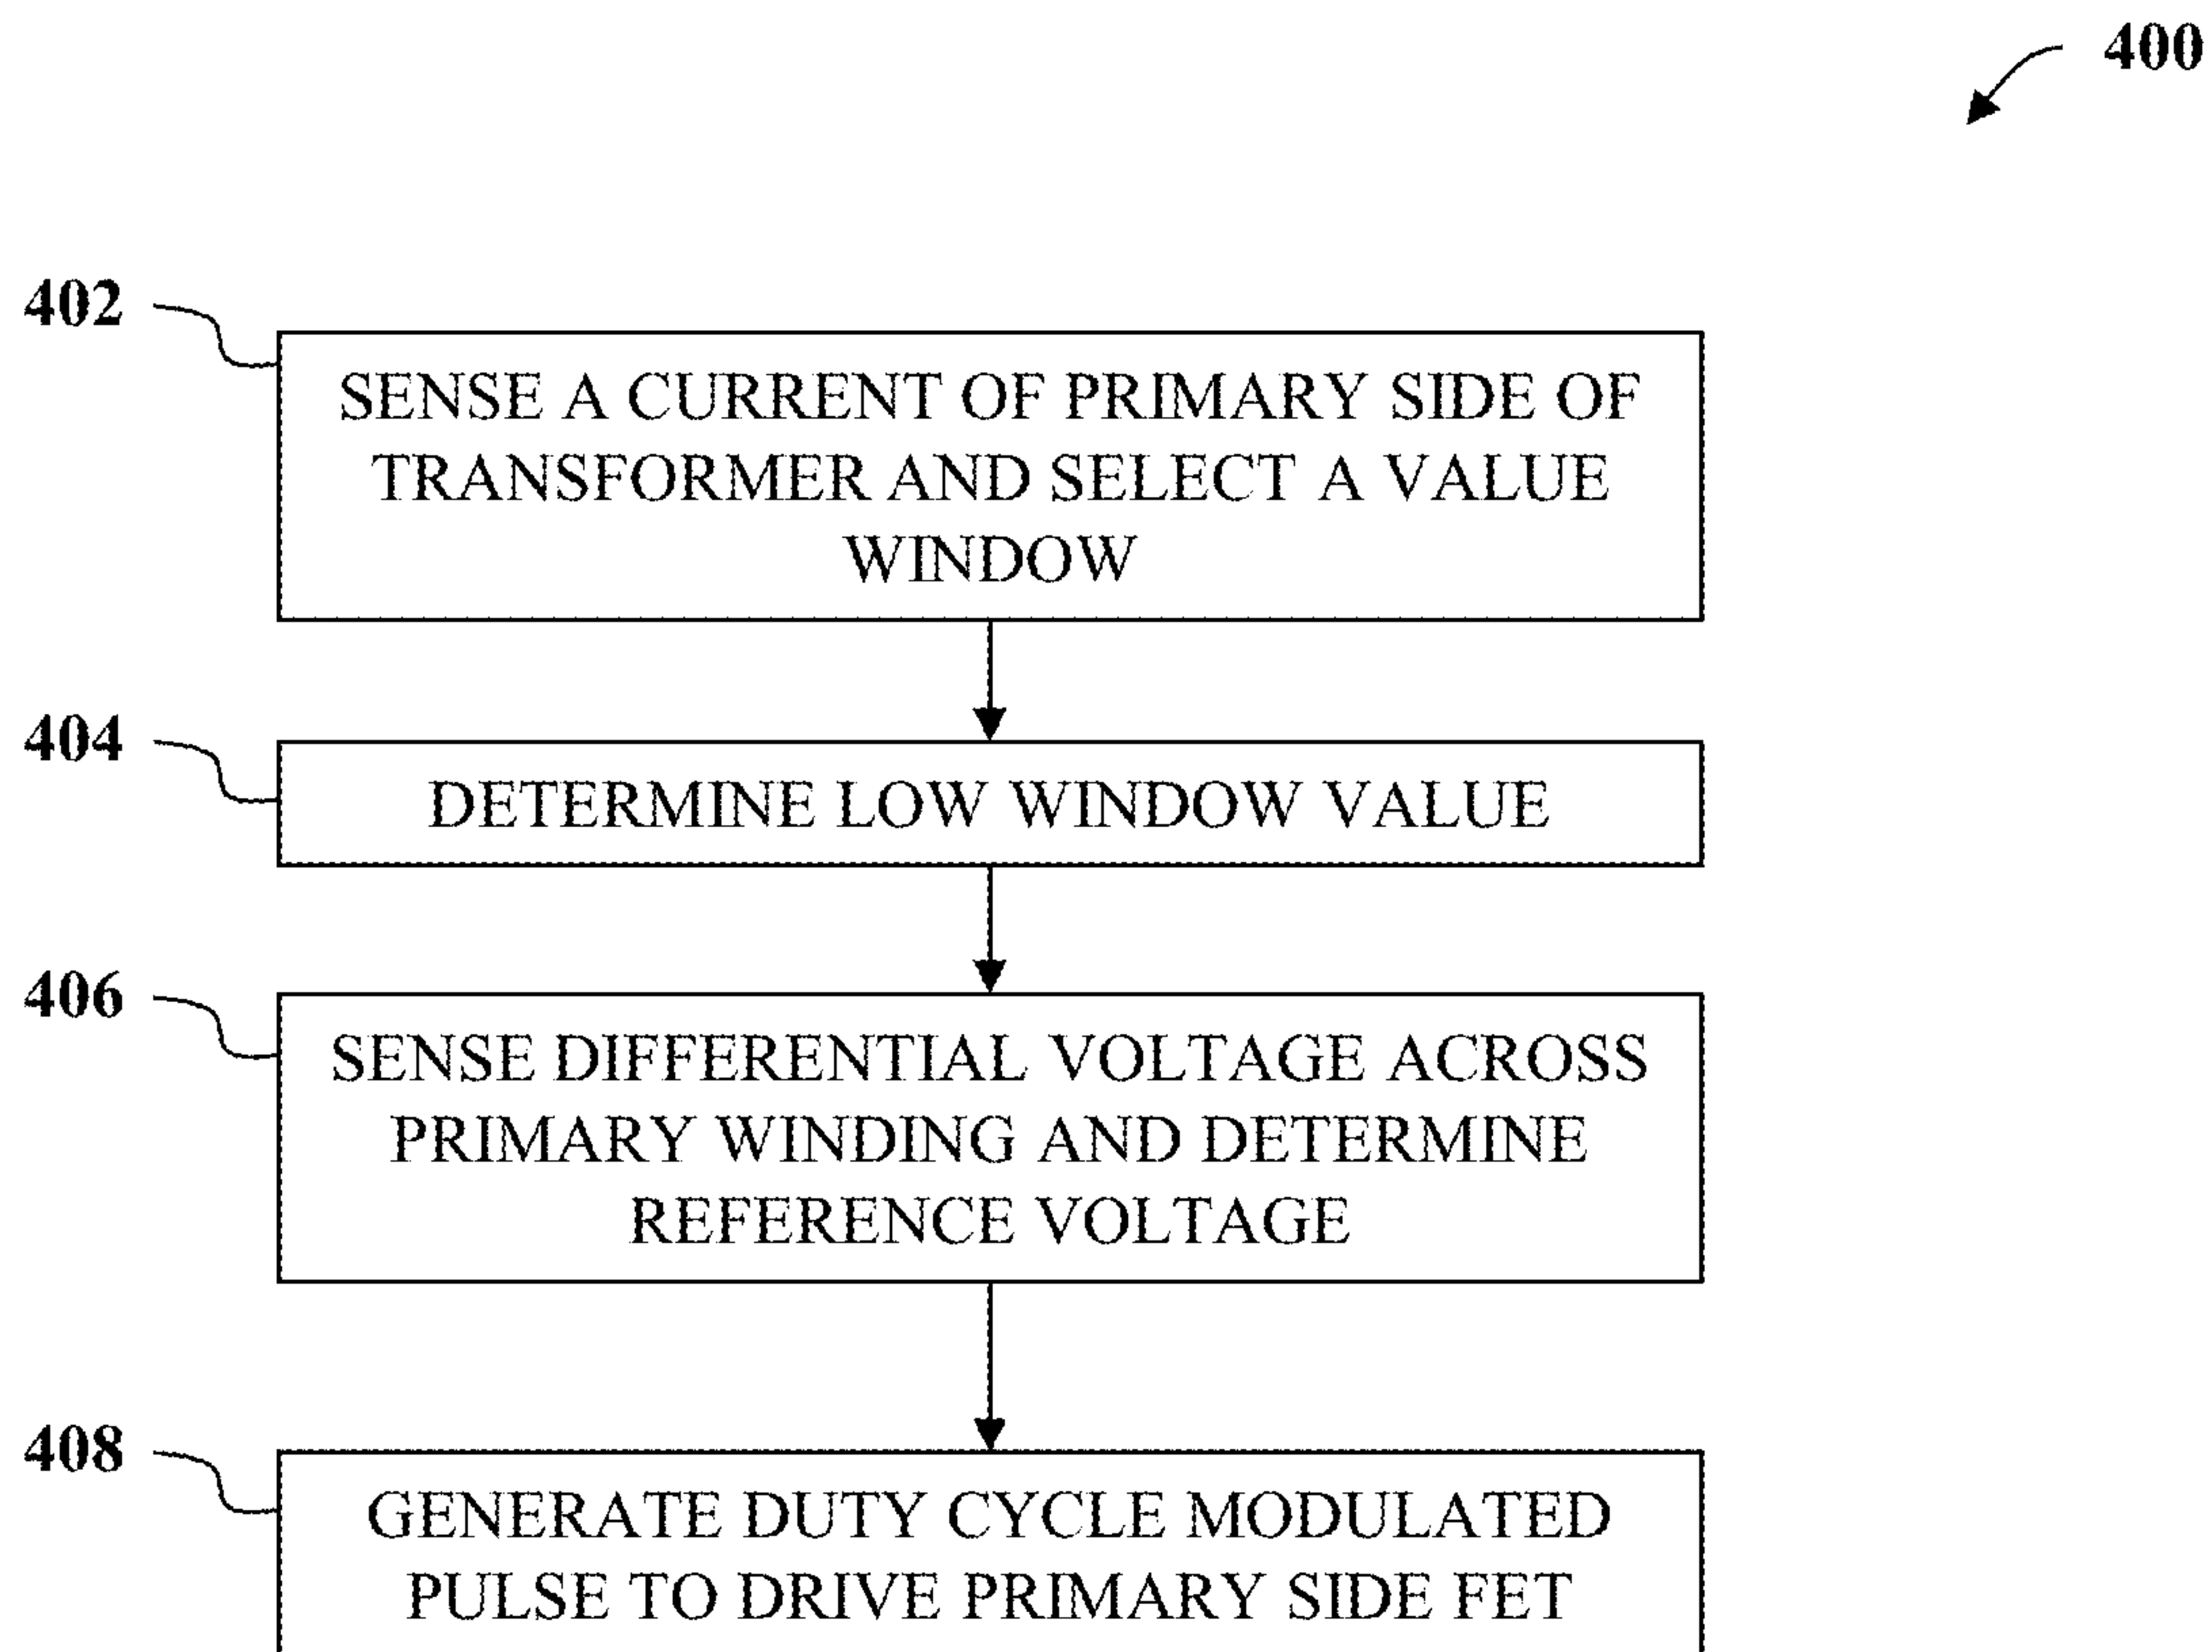 400
402
SENSE A CURRENT OF PRIMARY SIDE OF
TRANSFORMER AND SELECT A VALUE
WINDOW
404
DETERMINE LOW WINDOW VALUE
406
SENSE DIFFERENTIAL VOLTAGE ACROSS
PRIMARY WINDING AND DETERMINE
REFERENCE VOLTAGE
408
GENERATE DUTY CYCLE MODULATED
PULSE TO DRIVE PRIMARY SIDE FET